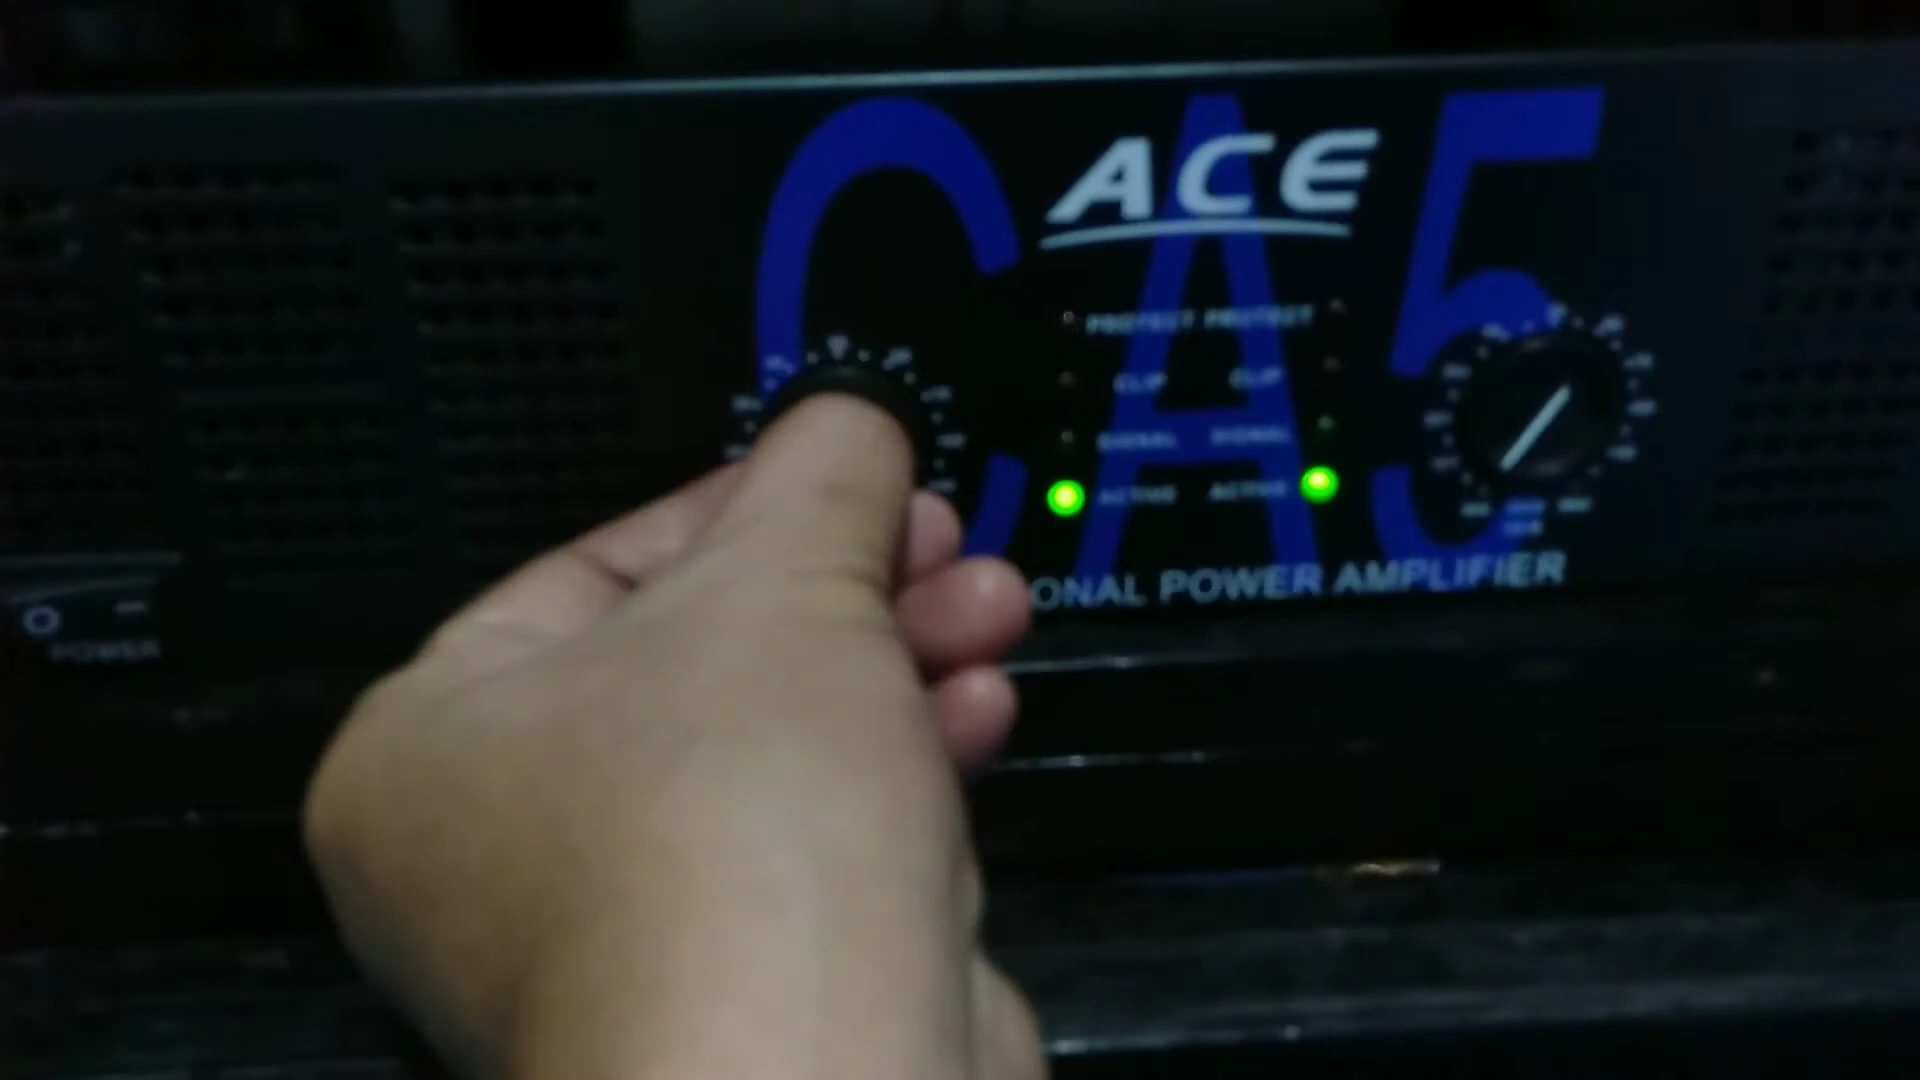 CA5
ACE
PROTECT PROTECT
CLIP CLIP
SIGNAL SIGNAL
ACTIVE ACTIVE
ONAL POWER AMPLIFIER
POWER